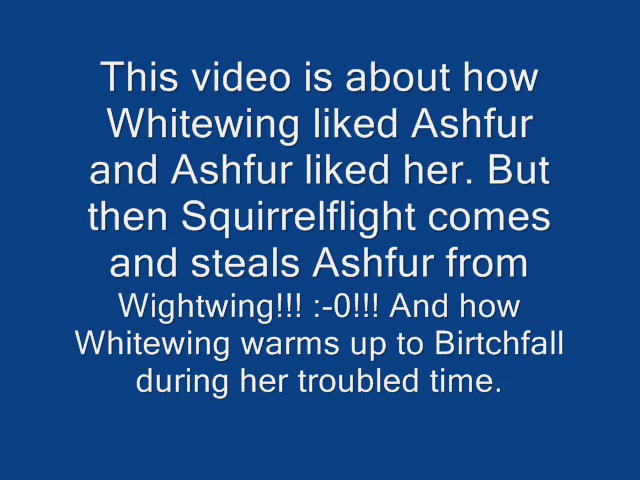 This video is about how
Whitewing liked Ashfur
and Ashfur liked her. But
then Squirrelflight comes
and steals Ashfur from
Wightwing!!! :-0!!! And how
Whitewing warms up to Birtchfall
during her troubled time.